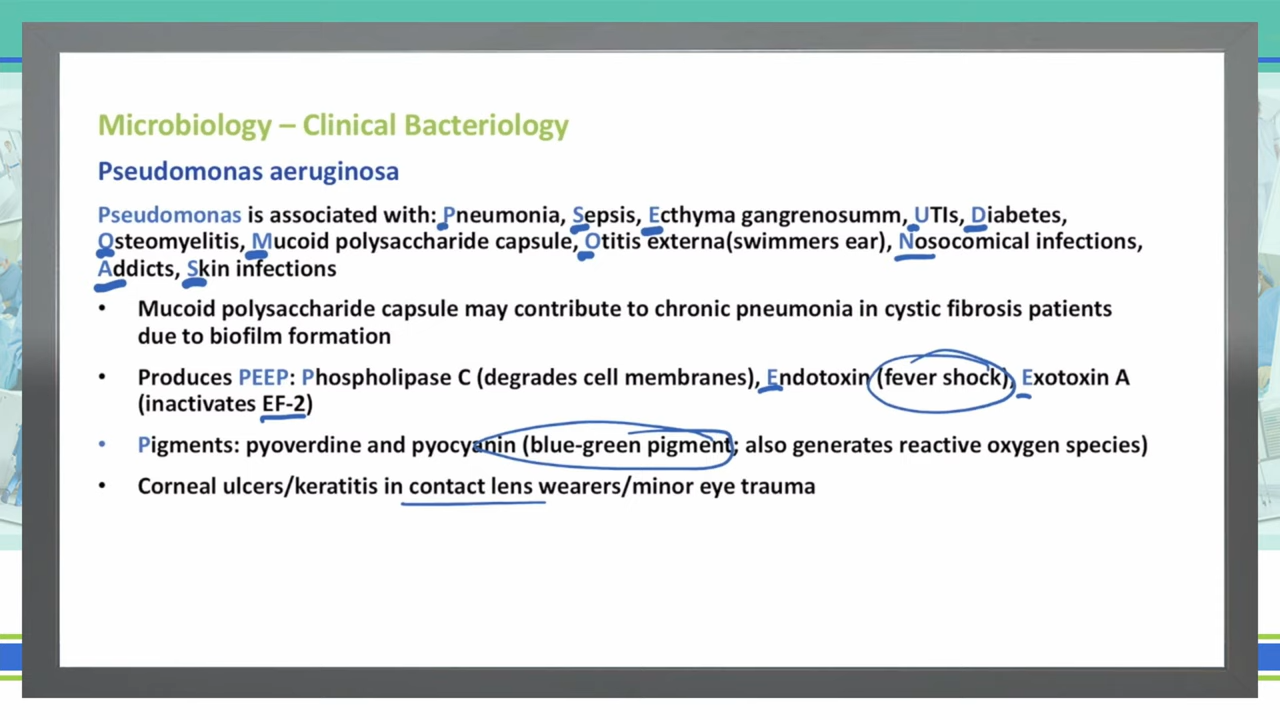 Microbiology – Clinical Bacteriology
Pseudomonas aeruginosa
Pseudomonas is associated with: Pneumonia, Sepsis, Ecthyma gangrenosumm, UTIs, Diabetes,
Osteomyelitis, Mucoid polysaccharide capsule, Otitis externa(swimmers ear), Nosocomical infections,
Addicts, Skin infections
• Mucoid polysaccharide capsule may contribute to chronic pneumonia in cystic fibrosis patients
due to biofilm formation
• Produces PEEP: Phospholipase C (degrades cell membranes), Endotoxin (fever shock), Exotoxin A
(inactivates EF-2)
• Pigments: pyoverdine and pyocyanin (blue-green pigment; also generates reactive oxygen species)
• Corneal ulcers/keratitis in contact lens wearers/minor eye trauma